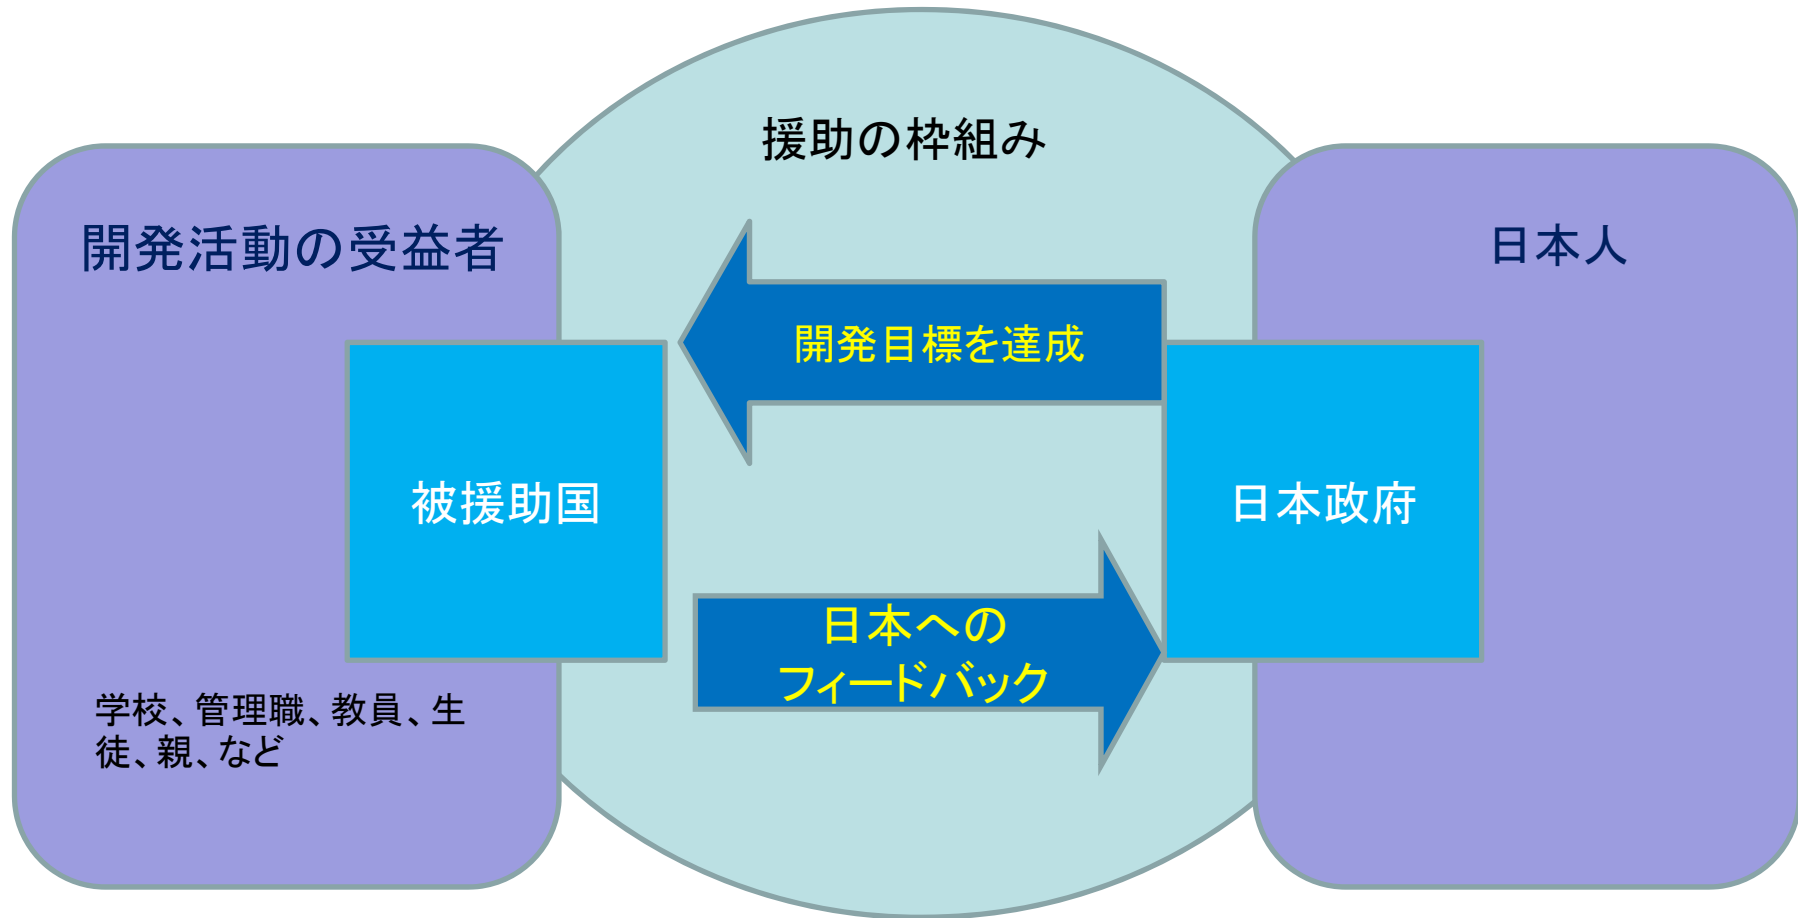 援助の枠組み
開発活動の受益者
日本人
開発目標を達成
被援助国
日本政府
日本への
フィードバック
学校、管理職、教員、生
徒、親、など